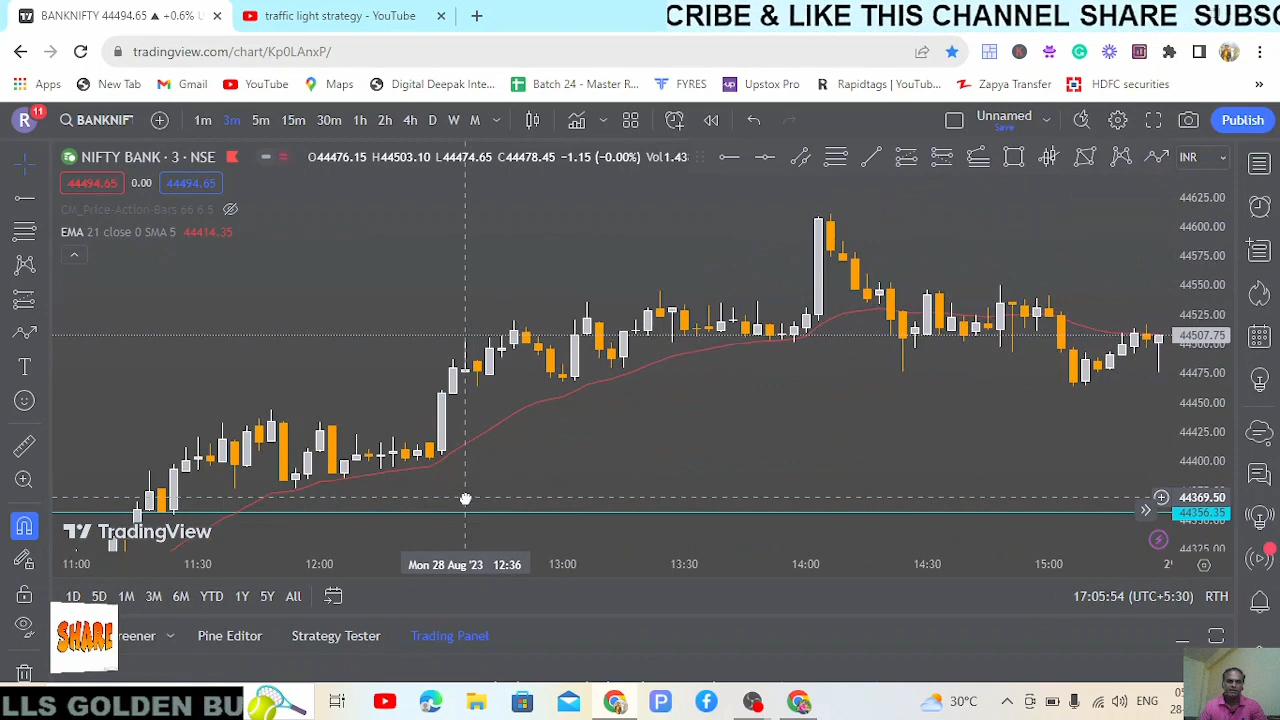 BANKNIFTY 44494.65 ▲ +0.6%
traffic light strategy - YouTube
CRIBE & LIKE THIS CHANNEL SHARE SUBSC
tradingview.com/chart/Kp0LAnxP/
Apps
New Tab
Gmail
YouTube
Maps
Digital Deepak Inte...
Batch 24 - Master R...
FYRES
Upstox Pro
Rapidtags | YouTube...
Zapya Transfer
HDFC securities
»
R
11
BANKNIFT
1m 3m 5m 15m 30m 1h 2h 4h D W M
Unnamed
Save
Publish
NIFTY BANK · 3 · NSE
O44476.15 H44503.10 L44474.65 C44478.45 -1.15 (-0.00%) Vol1.43
INR
44494.65 0.00 44494.65
CM_Price-Action-Bars 66 6 5
EMA 21 close 0 SMA 5 44414.35
44625.00
44600.00
44575.00
44550.00
44525.00
44507.75
44500.00
44475.00
44450.00
44425.00
44400.00
44369.50
44356.35
44325.00
TradingView
11:00 11:30 12:00 Mon 28 Aug '23 12:36 13:00 13:30 14:00 14:30 15:00
1D 5D 1M 3M 6M YTD 1Y 5Y All
17:05:54 (UTC+5:30) RTH
SHARE
reener
Pine Editor
Strategy Tester
Trading Panel
LLS GOLDEN BU
30°C
ENG